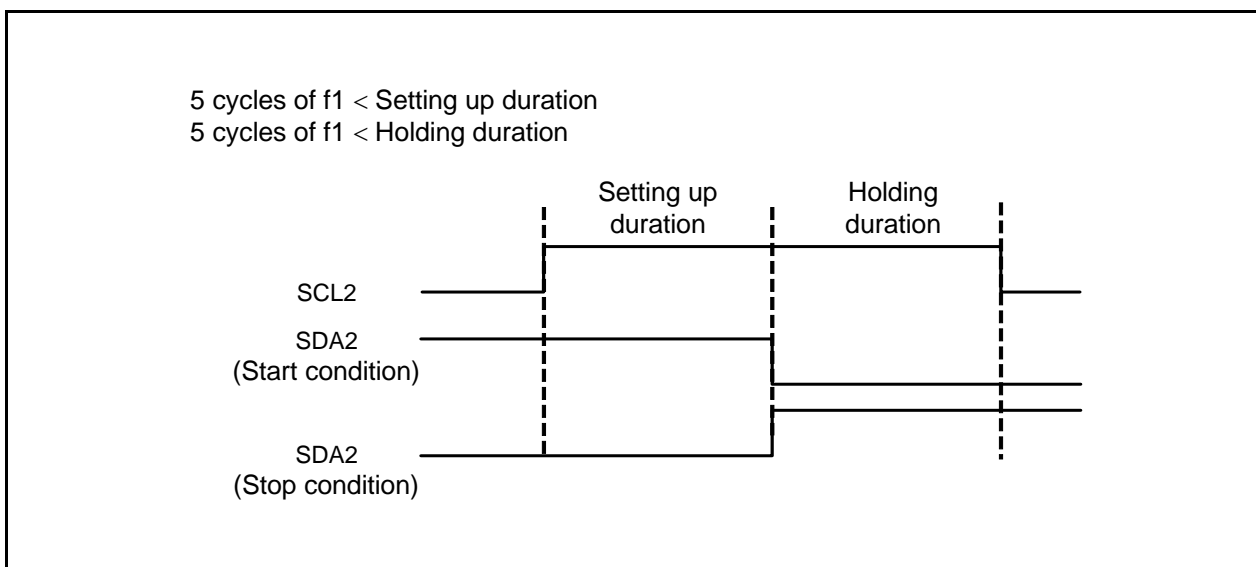 5 cycles of f1 < Setting up duration
5 cycles of f1 < Holding duration
Setting up
duration
Holding
duration
SCL2
SDA2
(Start condition)
SDA2
(Stop condition)